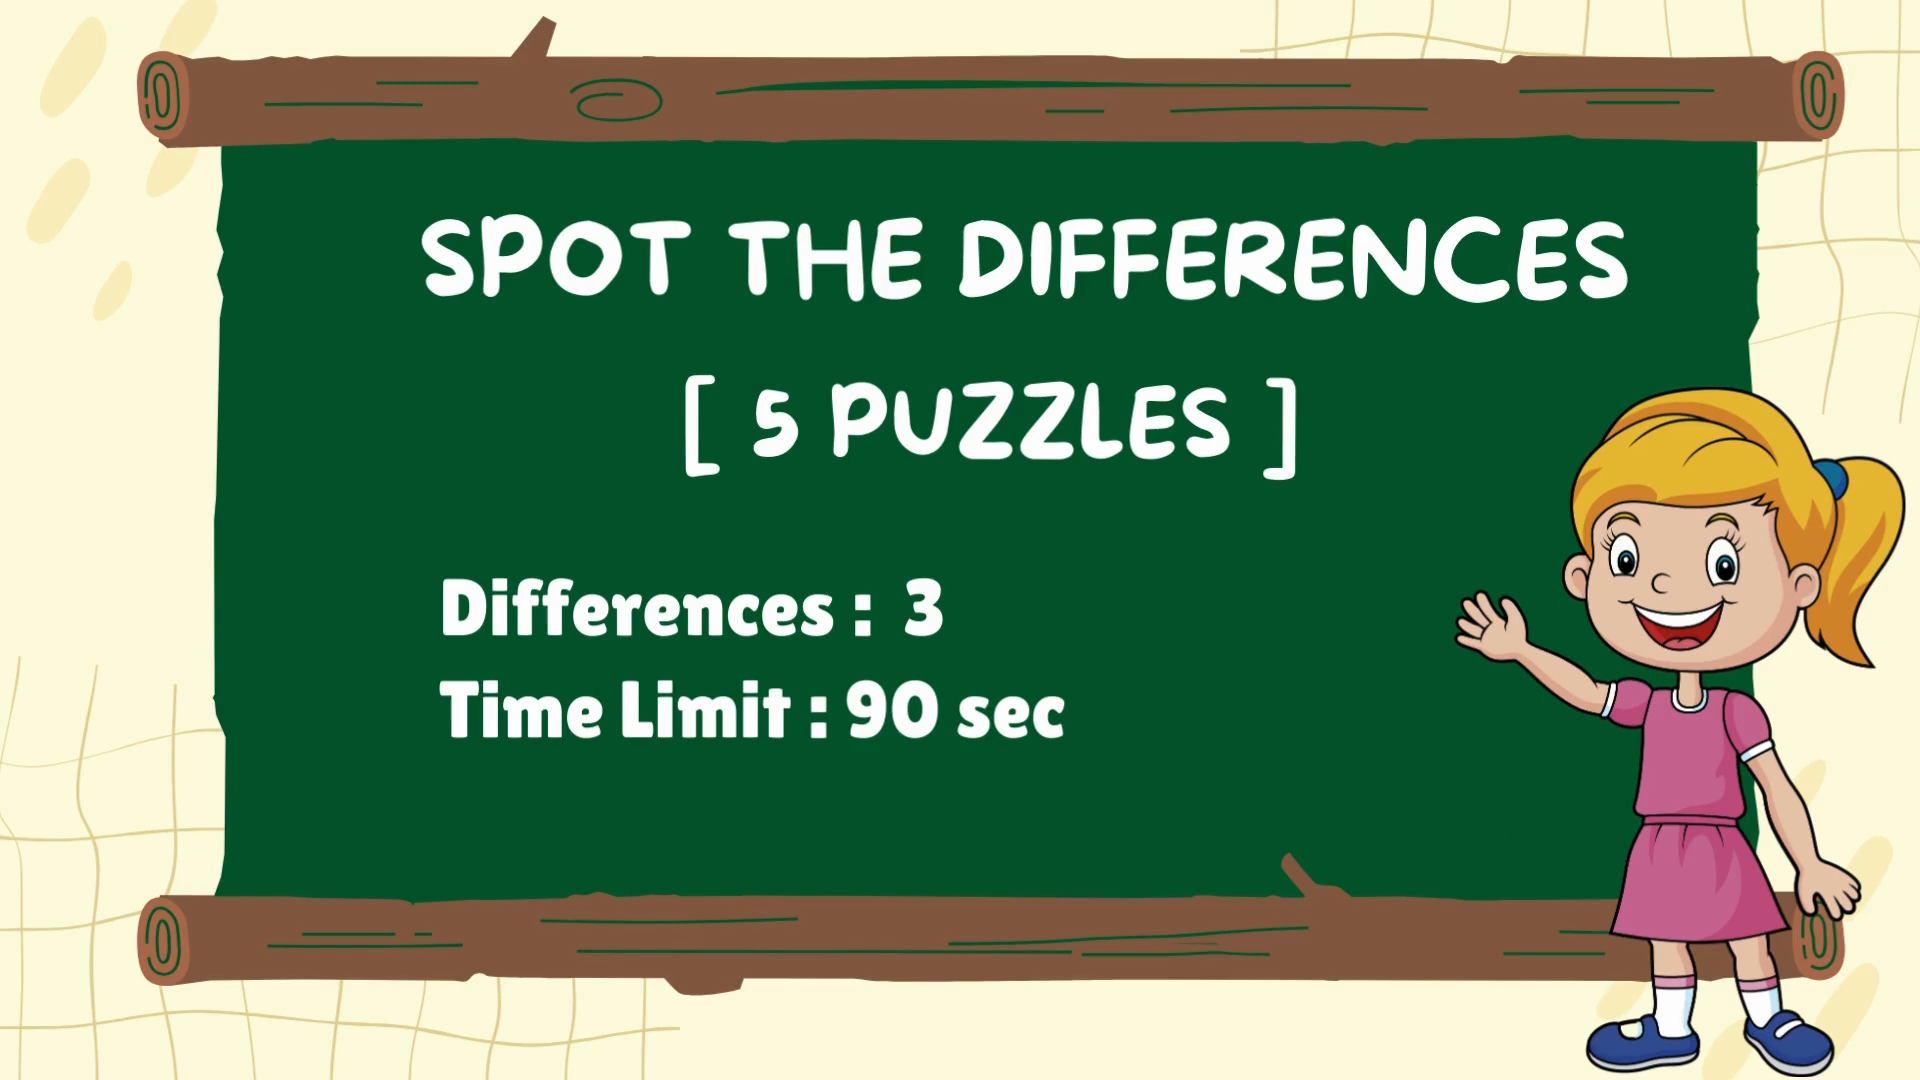 SPOT THE DIFFERENCES
[ 5 PUZZLES ]
Differences : 3
Time Limit : 90 sec